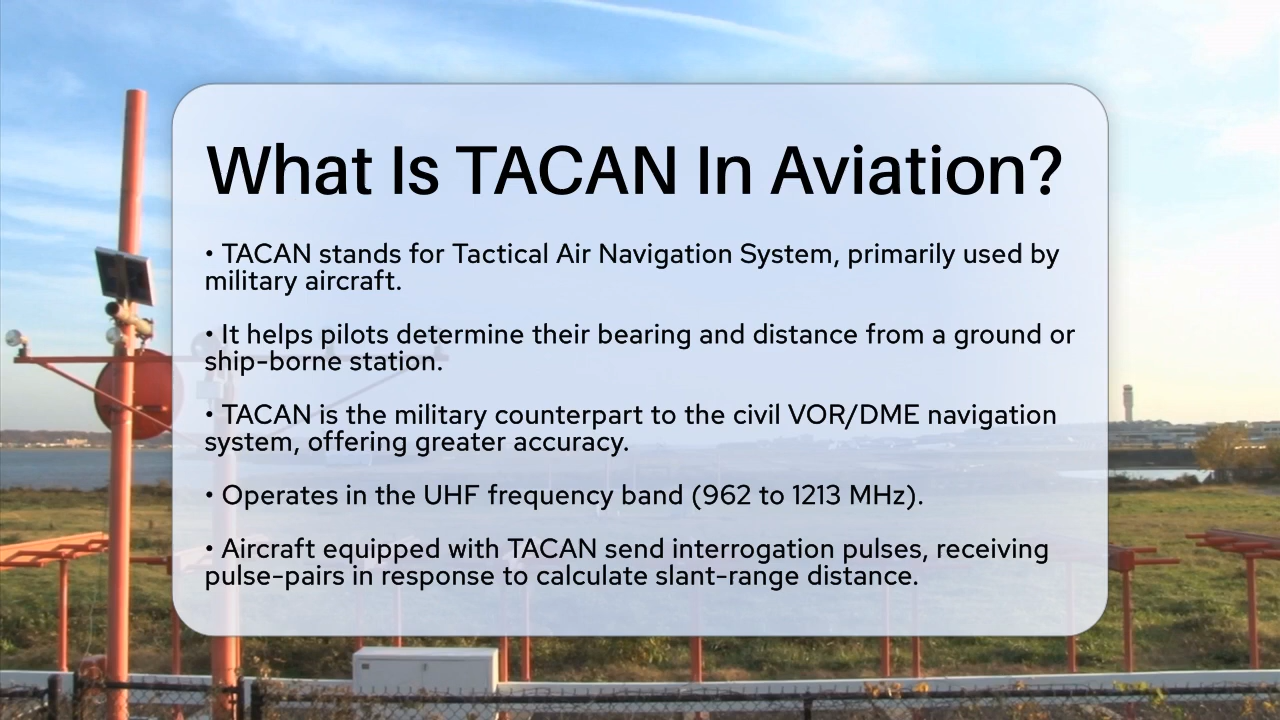 What Is TACAN In Aviation?
• TACAN stands for Tactical Air Navigation System, primarily used by
military aircraft.
• It helps pilots determine their bearing and distance from a ground or
ship-borne station.
• TACAN is the military counterpart to the civil VOR/DME navigation
system, offering greater accuracy.
• Operates in the UHF frequency band (962 to 1213 MHz).
• Aircraft equipped with TACAN send interrogation pulses, receiving
pulse-pairs in response to calculate slant-range distance.